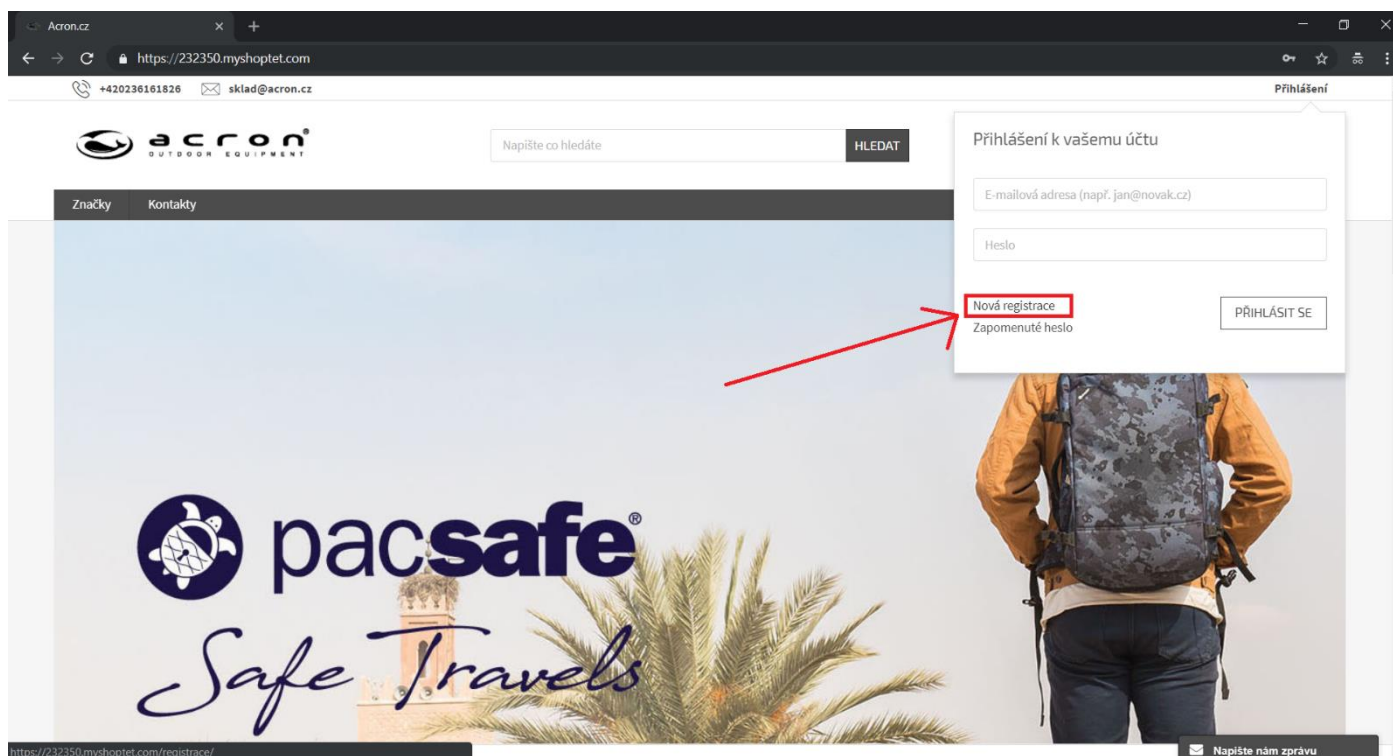 Acron.cz
https://232350.myshoptet.com
+420236161826 sklad@acron.cz Přihlášení
acron®
OUTDOOR EQUIPMENT
Napište co hledáte HLEDAT
Přihlášení k vašemu účtu
E-mailová adresa (např. jan@novak.cz)
Heslo
Nová registrace
Zapomenuté heslo
PŘIHLÁSIT SE
Značky Kontakty
pacsafe®
Safe Travels
https://232350.myshoptet.com/registrace/
Napište nám zprávu